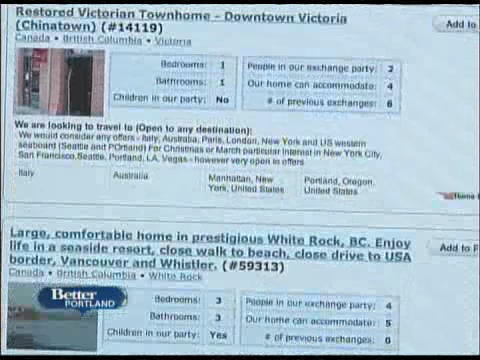 Restored Victorian Townhome - Downtown Victoria
(Chinatown) (#14119)
Add to
Canada • British Columbia • Victoria
Bedrooms: 1
Bathrooms: 1
Children in our party: No
People in our exchange party: 2
Our home can accommodate: 4
# of previous exchanges: 6
We are looking to travel to (Open to any destination):
We would consider any offers - Italy, Australia, Paris, London, New York and US western
seaboard (Seattle and POrtland) For Christmas or March particular interest in New York City,
San Francisco,Seattle, Portland, LA, Vegas - however very open to offers
Italy
Australia
Manhattan, New
York, United
States
Portland, Oregon,
United States
Home
Large, comfortable home in prestigious White Rock, BC. Enjoy
life in a seaside resort, close walk to beach, close drive to USA
border, Vancouver and Whistler. (#59313)
Add to F
Canada • British Columbia • White Rock
Bedrooms: 3
Bathrooms: 3
Children in our party: Yes
People in our exchange party: 4
Our home can accommodate: 5
# of previous exchanges: 0
Better
PORTLAND